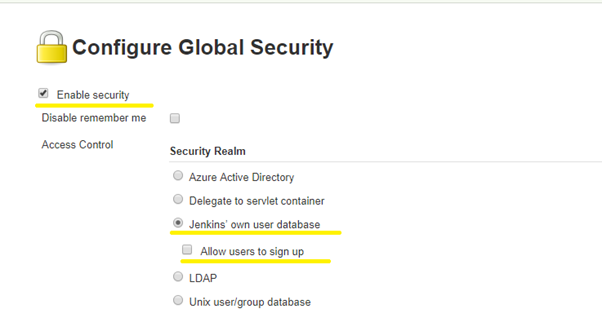 Configure Global Security
Enable security
Disable remember me
Access Control
Security Realm
Azure Active Directory
Delegate to servlet container
Jenkins' own user database
Allow users to sign up
LDAP
Unix user/group database